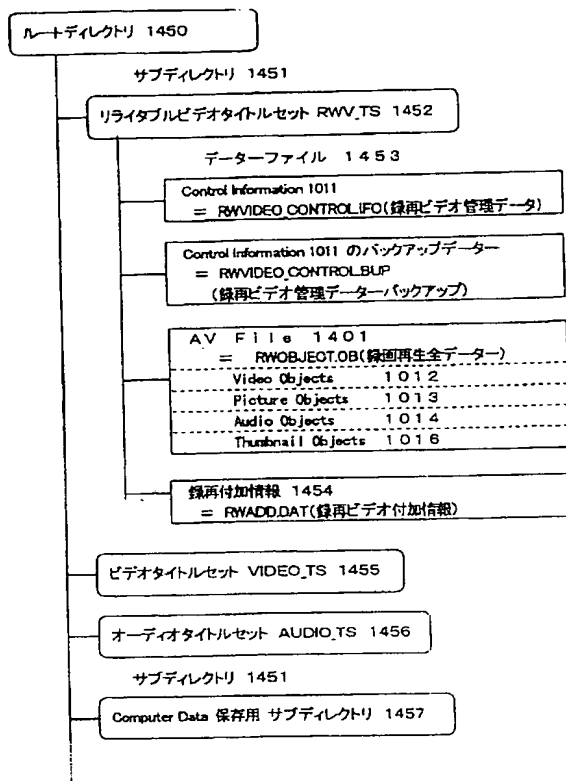 ルートディレクトリ 1450
サブディレクトリ 1451
リライタブルビデオタイトルセット RWV_TS 1452
データーファイル 1453
Control Information 1011
= RWVIDEO_CONTROL.IFO(録再ビデオ管理データ)
Control Information 1011 のバックアップデーター
= RWVIDEO_CONTROL.BUP
(録再ビデオ管理データーバックアップ)
AV File 1401
= RWOBJECT.OB(録画再生全データー)
Video Objects 1012
Picture Objects 1013
Audio Objects 1014
Thumbnail Objects 1016
録再付加情報 1454
= RWADD.DAT(録再ビデオ付加情報)
ビデオタイトルセット VIDEO_TS 1455
オーディオタイトルセット AUDIO_TS 1456
サブディレクトリ 1451
Computer Data 保存用 サブディレクトリ 1457